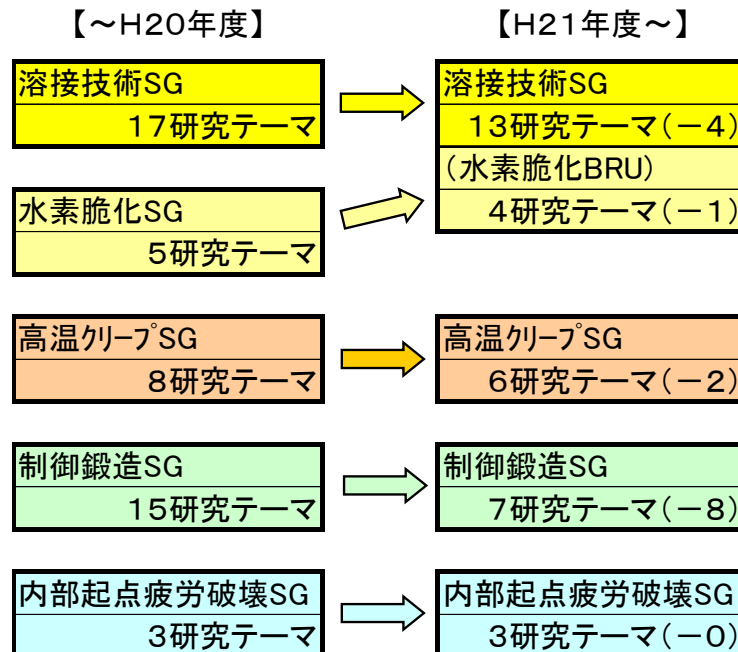 【~H20年度】
【H21年度~】
溶接技術SG
17研究テーマ
溶接技術SG
13研究テーマ(-4)
(水素脆化BRU)
4研究テーマ(-1)
水素脆化SG
5研究テーマ
高温ｸﾘｰﾌﾟSG
8研究テーマ
高温ｸﾘｰﾌﾟSG
6研究テーマ(-2)
制御鍛造SG
15研究テーマ
制御鍛造SG
7研究テーマ(-8)
内部起点疲労破壊SG
3研究テーマ
内部起点疲労破壊SG
3研究テーマ(-0)